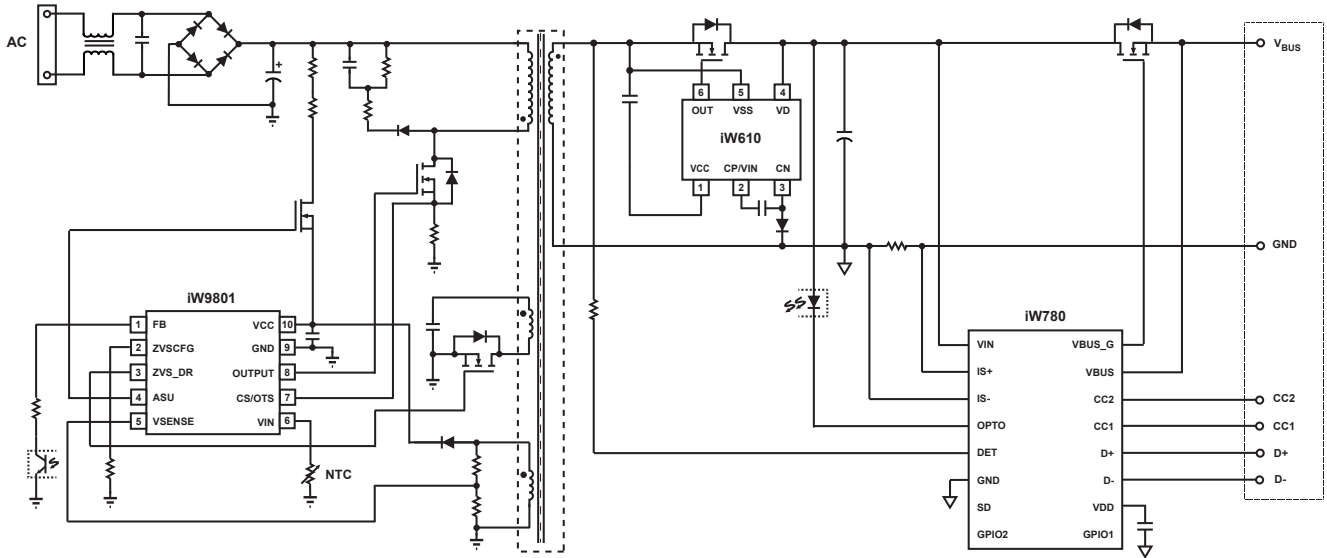 AC
+
V_BUS
6 5 4
OUT VSS VD
iW610
VCC CP/VIN CN
1 2 3
GND
iW9801
1 FB VCC 10
2 ZVSCFG GND 9
3 ZVS_DR OUTPUT 8
4 ASU CS/OTS 7
5 VSENSE VIN 6
NTC
iW780
VIN VBUS_G
IS+ VBUS
IS- CC2
OPTO CC1
DET D+
GND D-
SD VDD
GPIO2 GPIO1
CC2
CC1
D+
D-